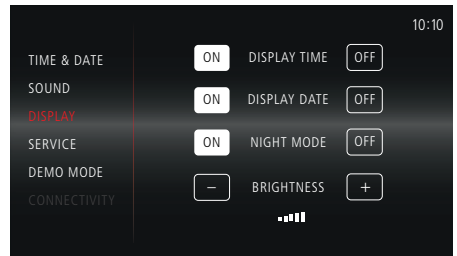 10:10
TIME & DATE
SOUND
DISPLAY
SERVICE
DEMO MODE
CONNECTIVITY
ON DISPLAY TIME OFF
ON DISPLAY DATE OFF
ON NIGHT MODE OFF
− BRIGHTNESS +